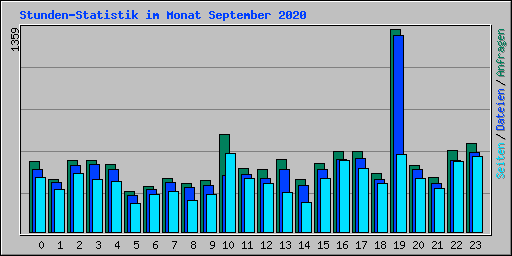 Stunden-Statistik im Monat September 2020
1359
Seiten / Dateien / Anfragen
0 1 2 3 4 5 6 7 8 9 10 11 12 13 14 15 16 17 18 19 20 21 22 23